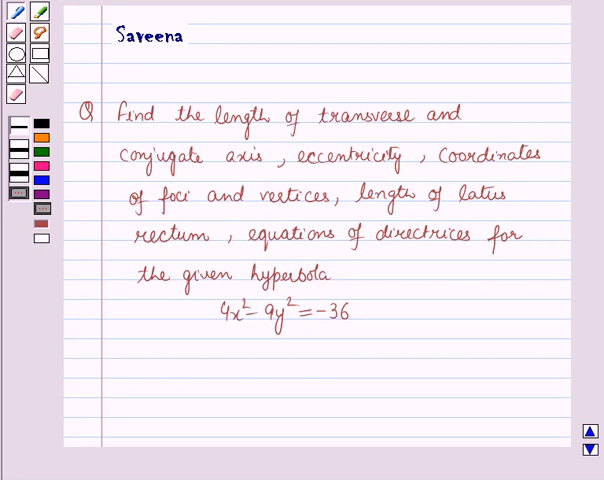 Saveena
Q Find the length of transverse and
conjugate axis, eccentricity, coordinates
of foci and vertices, length of latus
rectum, equations of directrices for
the given hyperbola
4x² - 9y² = -36